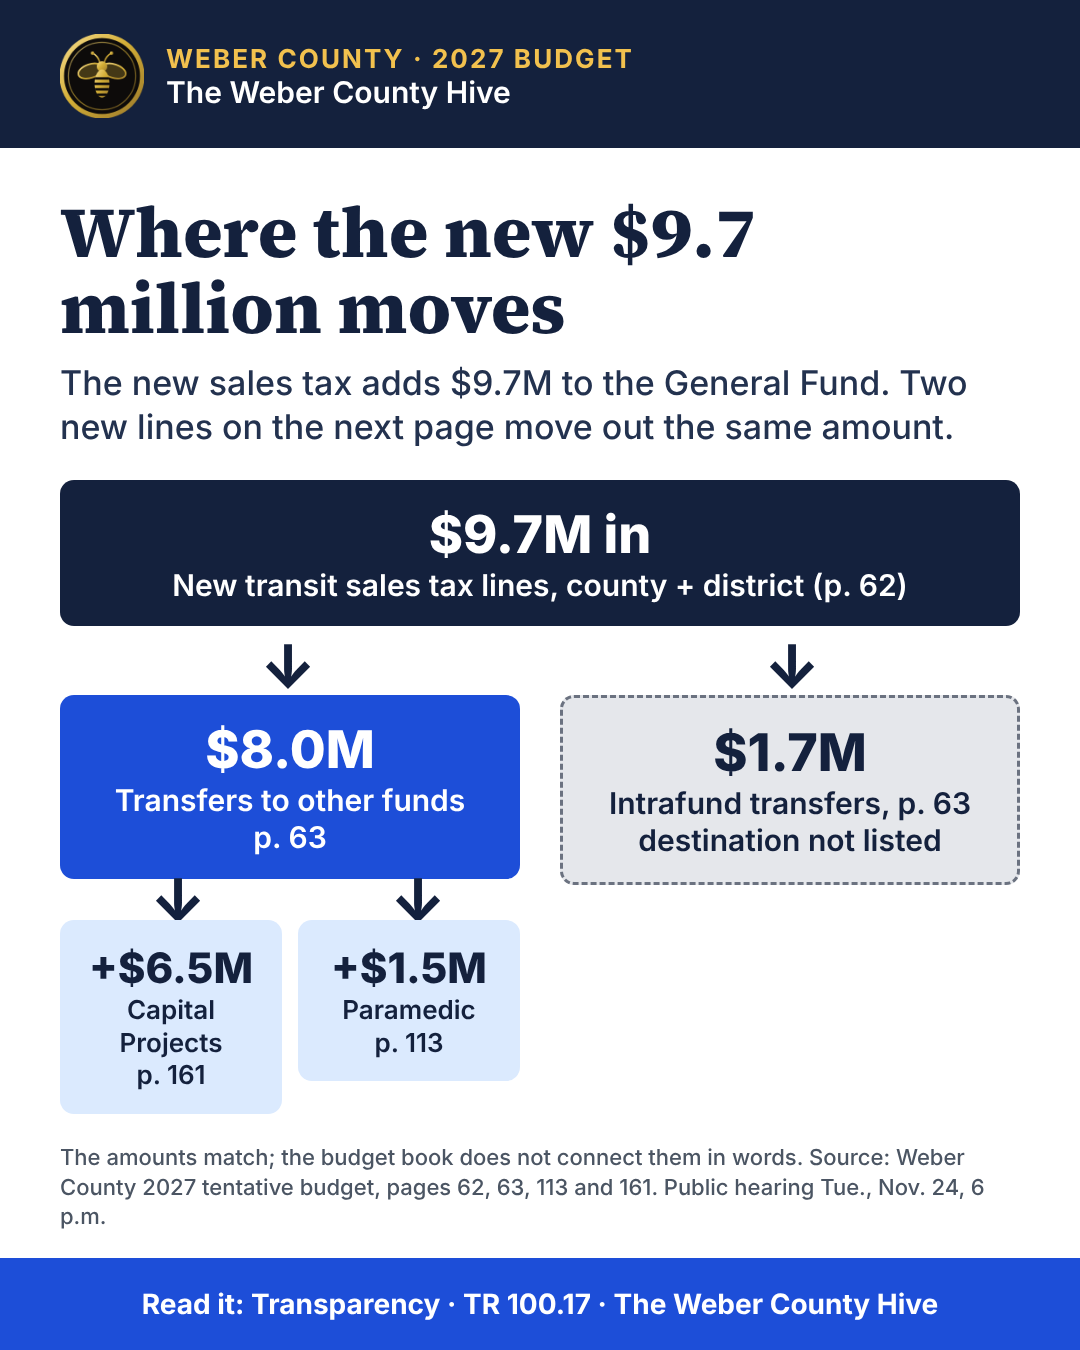 WEBER COUNTY · 2027 BUDGET
The Weber County Hive
Where the new $9.7
million moves
The new sales tax adds $9.7M to the General Fund. Two
new lines on the next page move out the same amount.
$9.7M in
New transit sales tax lines, county + district (p. 62)
$8.0M
Transfers to other funds
p. 63
$1.7M
Intrafund transfers, p. 63
destination not listed
+$6.5M
Capital
Projects
p. 161
+$1.5M
Paramedic
p. 113
The amounts match; the budget book does not connect them in words. Source: Weber
County 2027 tentative budget, pages 62, 63, 113 and 161. Public hearing Tue., Nov. 24, 6
p.m.
Read it: Transparency · TR 100.17 · The Weber County Hive